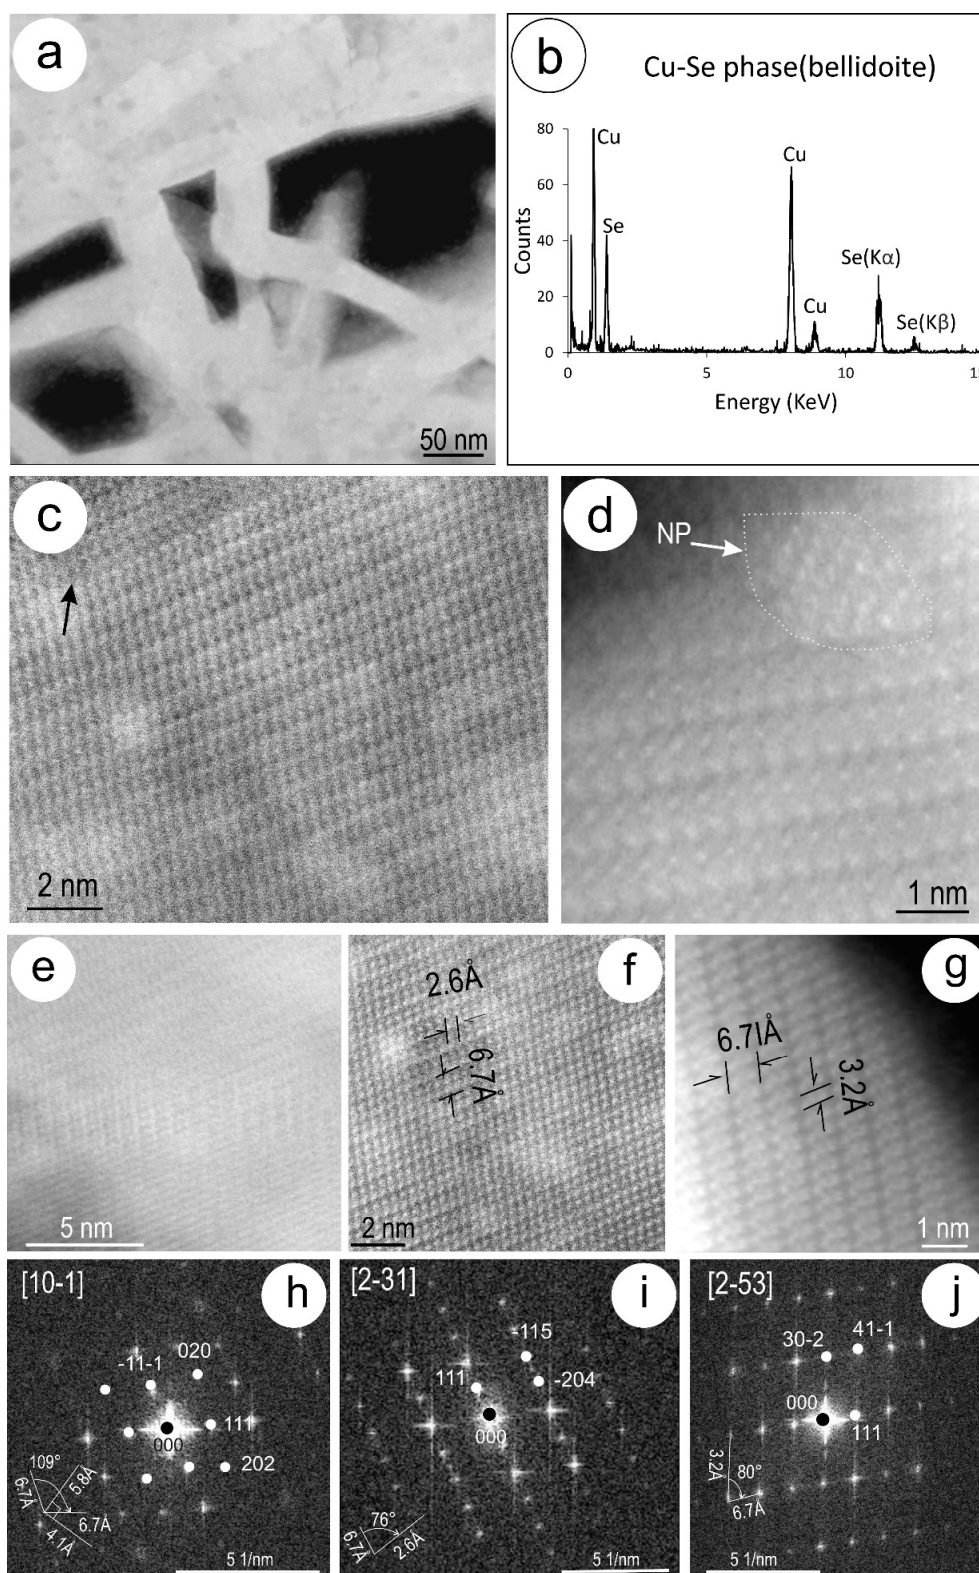 a
50 nm
b
Cu-Se phase(bellidoite)
80
60
40
20
0
Counts
Cu
Se
Cu
Cu
Se(Kα)
Se(Kβ)
0
5
10
15
Energy (KeV)
c
2 nm
d
NP
1 nm
e
5 nm
f
2.6Å
6.7Å
2 nm
g
6.7IÅ
3.2Å
1 nm
[10-1]
h
020
-11-1
111
000
202
109°
5.8Å
6.7Å
6.7Å
4.1Å
5 1/nm
[2-31]
i
-115
111
-204
000
76°
6.7Å
2.6Å
5 1/nm
[2-53]
j
41-1
30-2
000
111
3.2Å
80°
6.7Å
5 1/nm